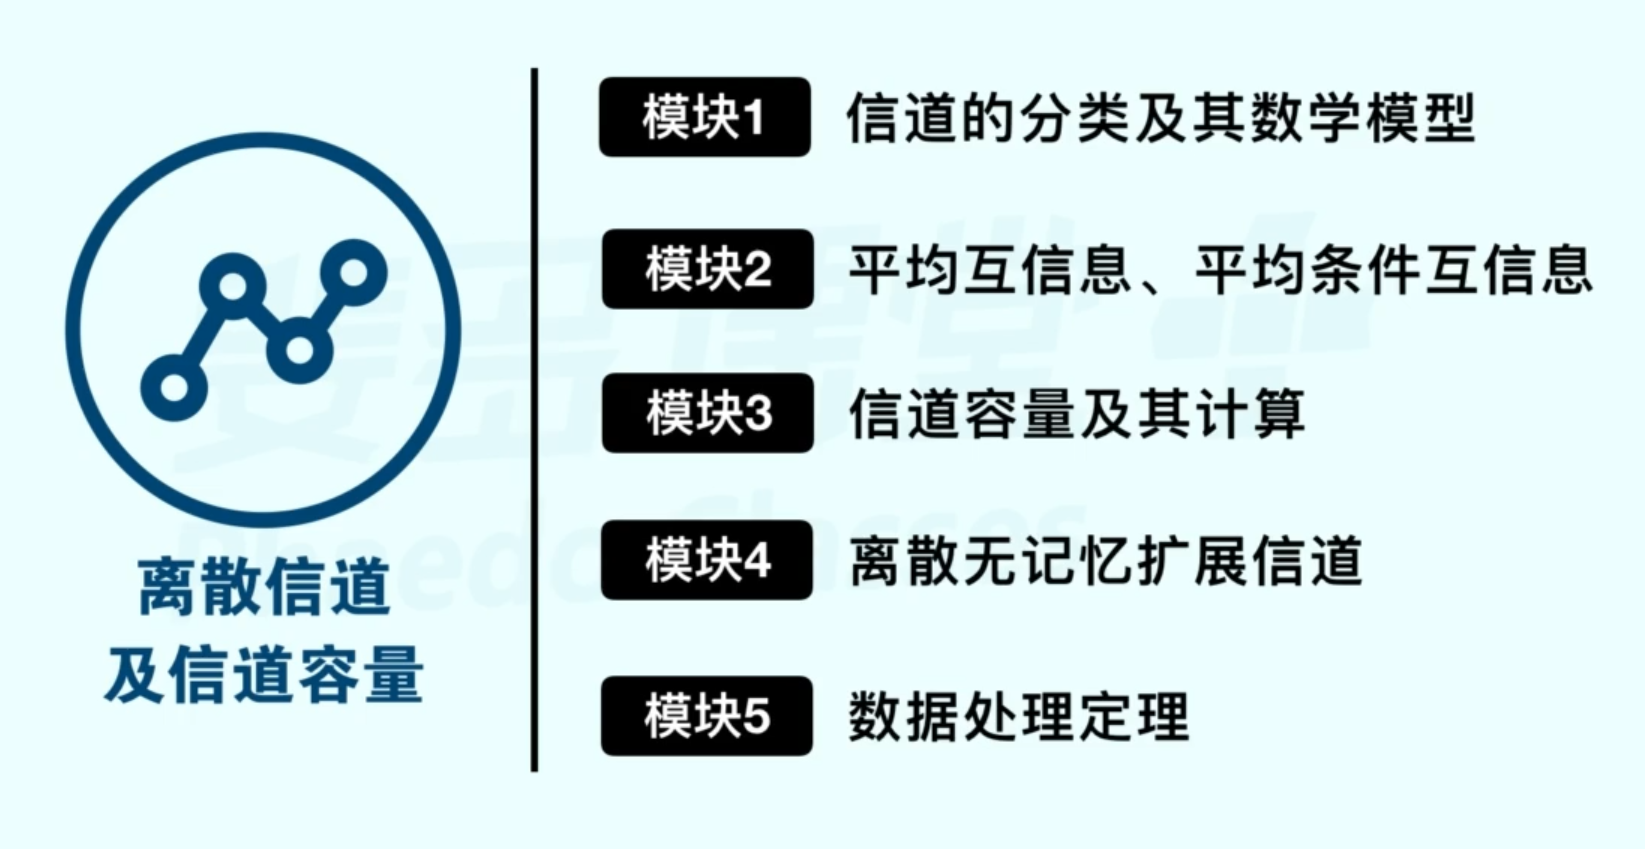 离散信道
及信道容量
模块1 信道的分类及其数学模型
模块2 平均互信息、平均条件互信息
模块3 信道容量及其计算
模块4 离散无记忆扩展信道
模块5 数据处理定理